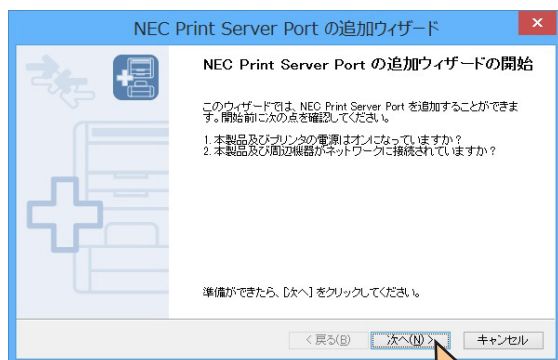 NEC Print Server Port の追加ウィザード
×
NEC Print Server Port の追加ウィザードの開始
このウィザードでは、NEC Print Server Port を追加することができま
す。開始前に次の点を確認してください。
1. 本製品及びプリンタの電源はオンになっていますか？
2. 本製品及び周辺機器がネットワークに接続されていますか？
準備ができたら、[次へ] をクリックしてください。
< 戻る(B)
次へ(N) >
キャンセル